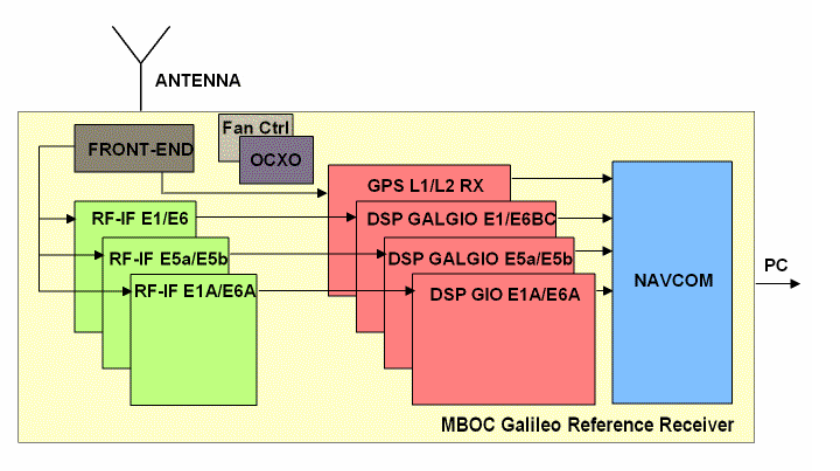 ANTENNA
Fan Ctrl
FRONT-END
OCXO
GPS L1/L2 RX
RF-IF E1/E6
DSP GALGIO E1/E6BC
RF-IF E5a/E5b
DSP GALGIO E5a/E5b
PC
NAVCOM
RF-IF E1A/E6A
DSP GIO E1A/E6A
MBOC Galileo Reference Receiver